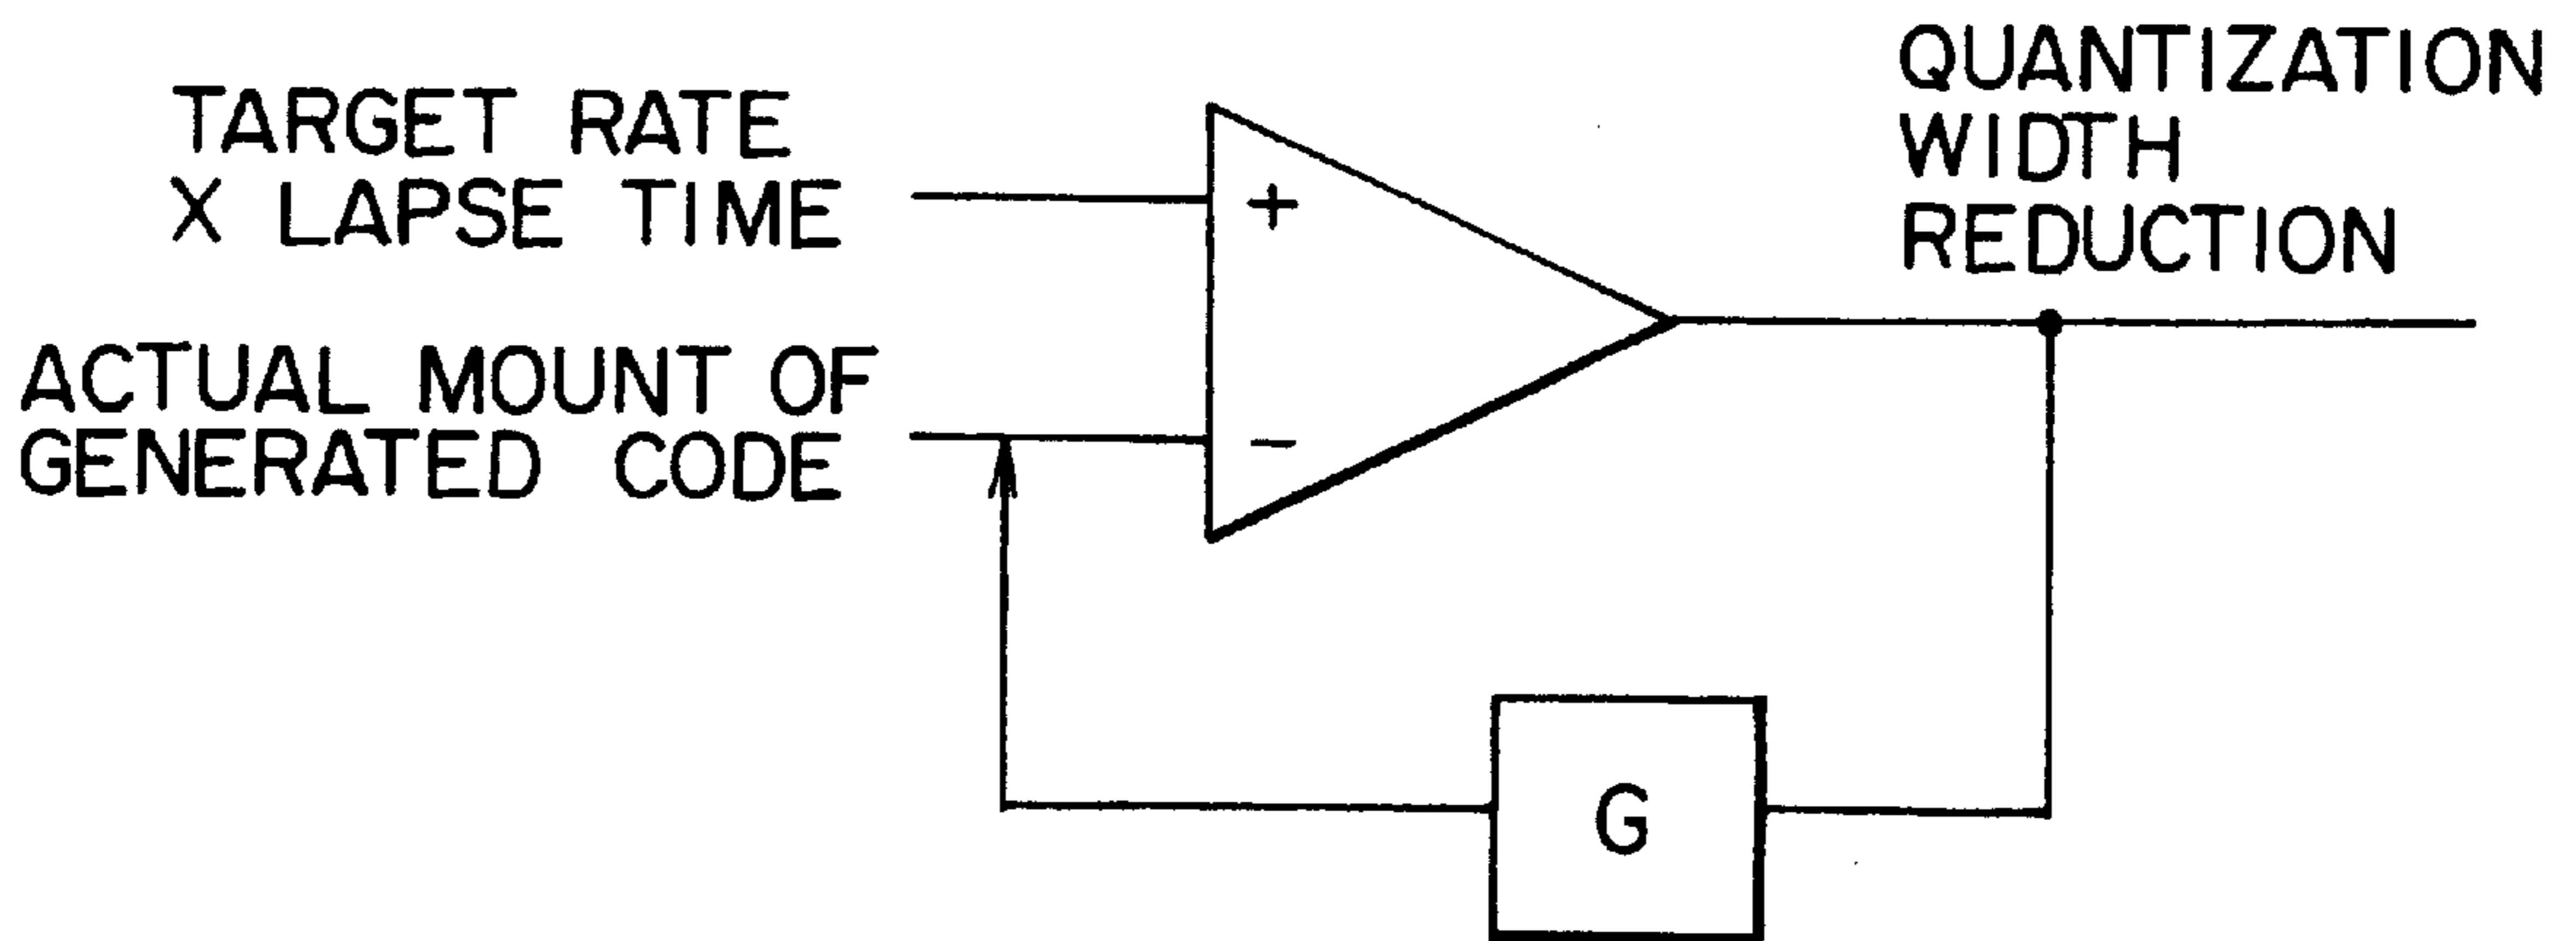 TARGET RATE
X LAPSE TIME
ACTUAL MOUNT OF
GENERATED CODE
+
−
QUANTIZATION
WIDTH
REDUCTION
G